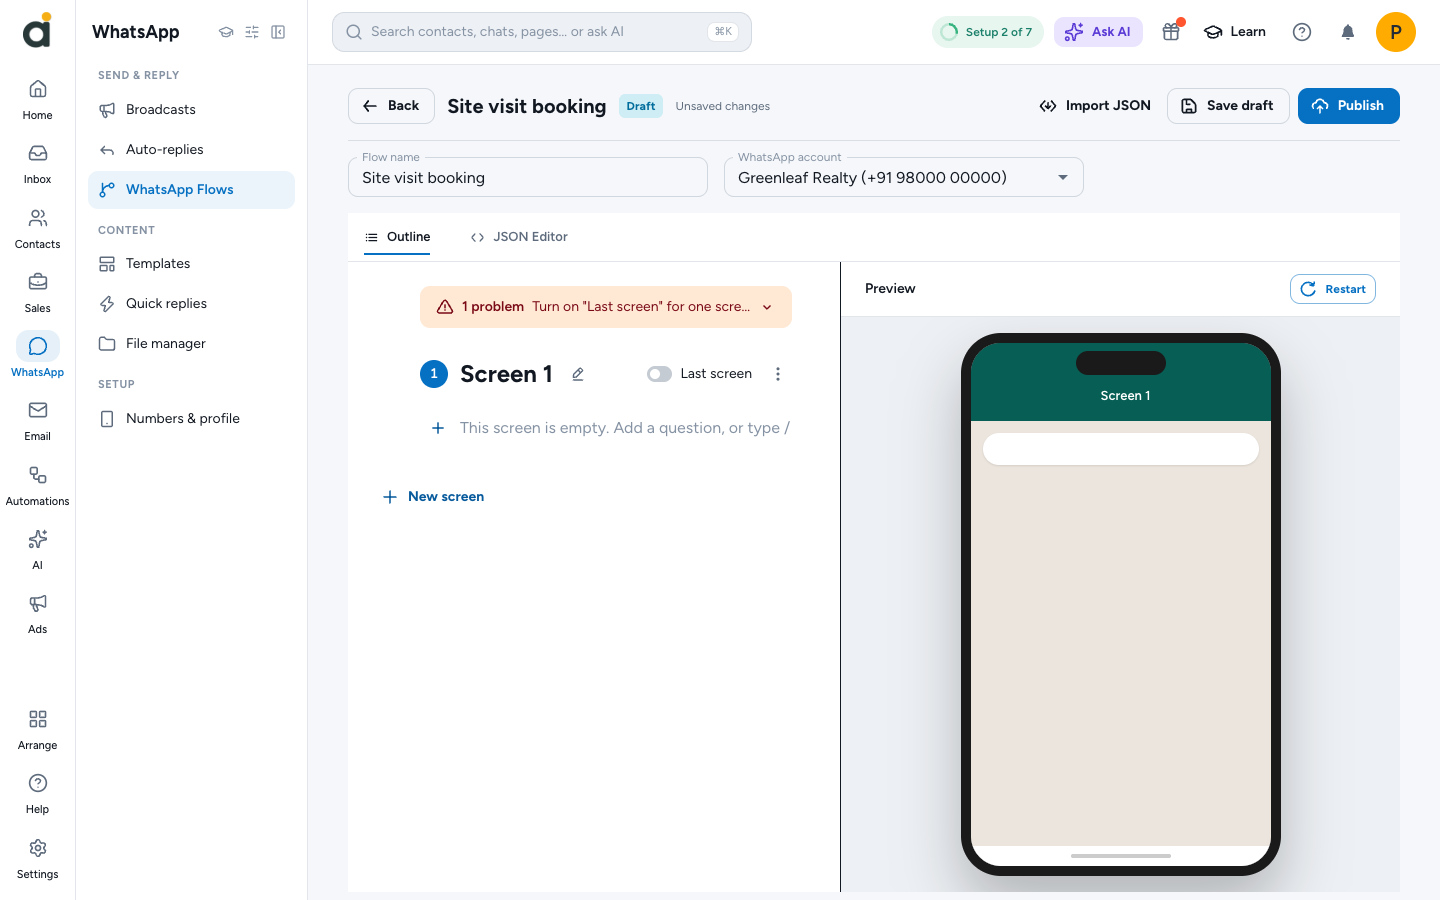 WhatsApp
Search contacts, chats, pages... or ask AI
⌘K
Setup 2 of 7
Ask AI
Learn
P
Home
Inbox
Contacts
Sales
WhatsApp
Email
Automations
AI
Ads
Arrange
Help
Settings
SEND & REPLY
Broadcasts
Auto-replies
WhatsApp Flows
CONTENT
Templates
Quick replies
File manager
SETUP
Numbers & profile
Back
Site visit booking
Draft
Unsaved changes
Import JSON
Save draft
Publish
Flow name
Site visit booking
WhatsApp account
Greenleaf Realty (+91 98000 00000)
Outline
JSON Editor
1 problem Turn on "Last screen" for one scre...
1
Screen 1
Last screen
This screen is empty. Add a question, or type /
New screen
Preview
Restart
Screen 1